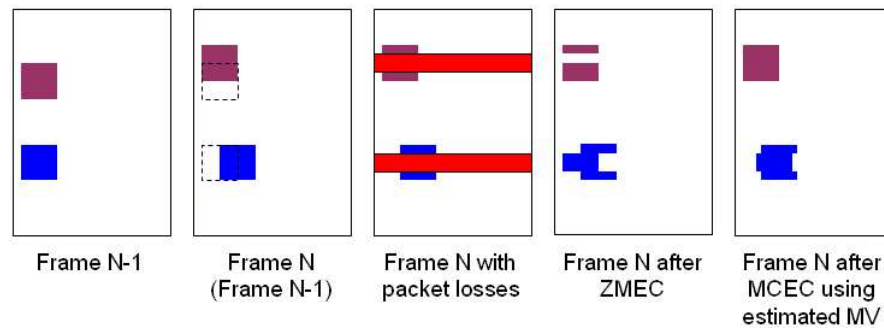 Frame N-1
Frame N
(Frame N-1)
Frame N with
packet losses
Frame N after
ZMEC
Frame N after
MCEC using
estimated MV